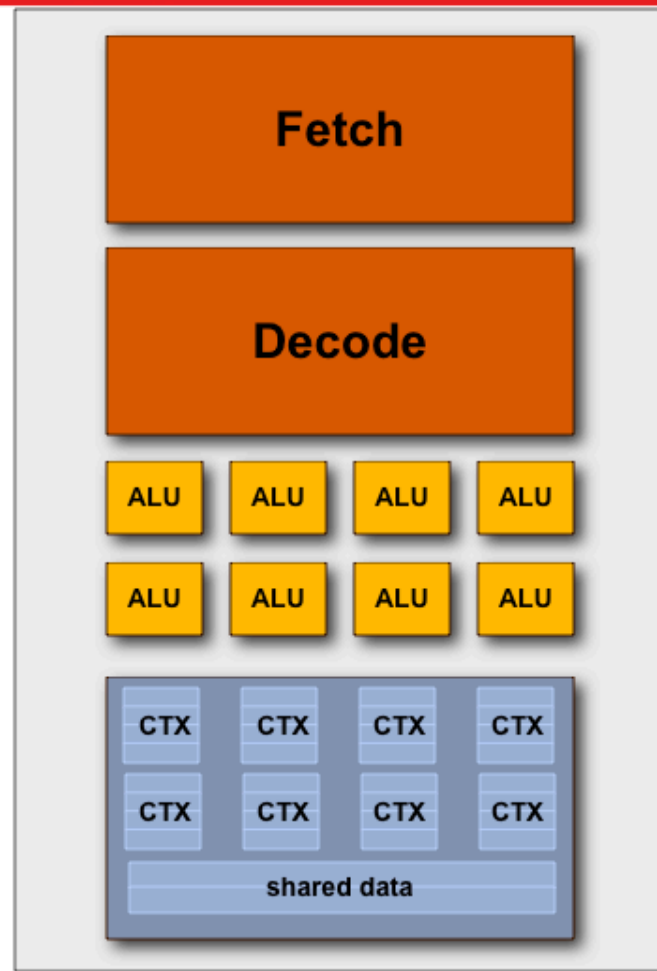 Fetch
Decode
ALU ALU ALU ALU
ALU ALU ALU ALU
CTX CTX CTX CTX
CTX CTX CTX CTX
shared data